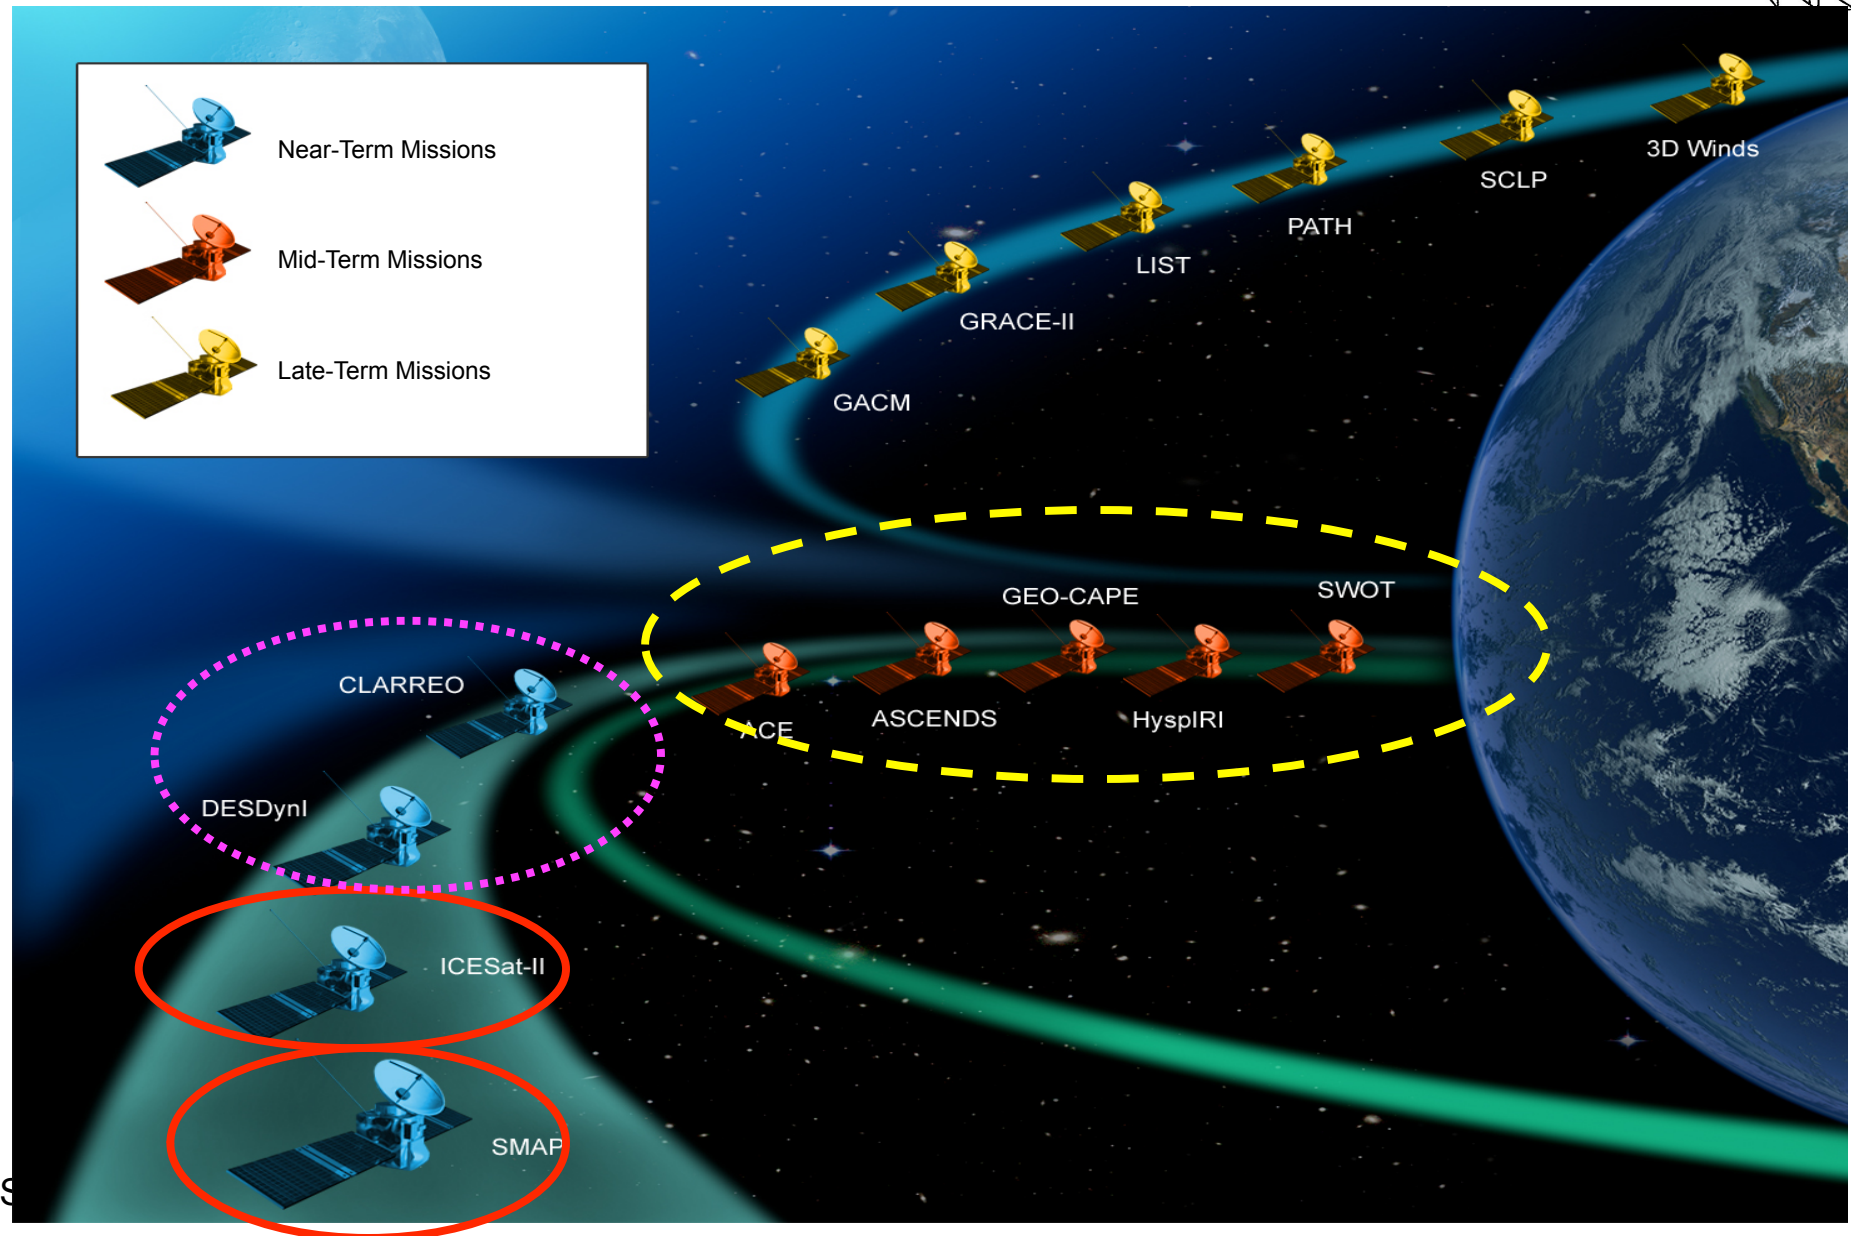 Near-Term Missions
Mid-Term Missions
Late-Term Missions
3D Winds
SCLP
PATH
LIST
GRACE-II
GACM
GEO-CAPE
SWOT
CLARREO
ACE
ASCENDS
HyspIRI
DESDynI
ICESat-II
SMAP
S